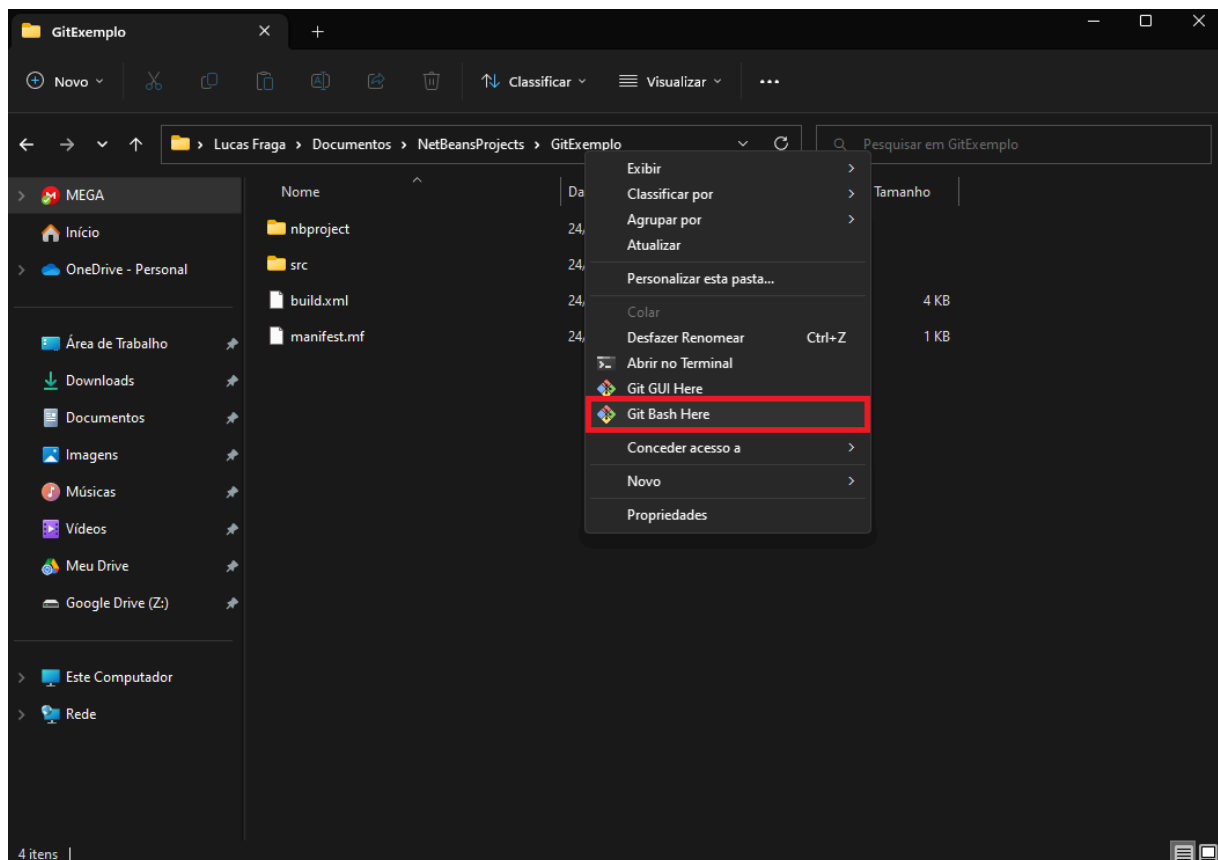 GitExemplo
Novo
Classificar
Visualizar
Lucas Fraga > Documentos > NetBeansProjects > GitExemplo
Pesquisar em GitExemplo
MEGA
Início
OneDrive - Personal
Área de Trabalho
Downloads
Documentos
Imagens
Músicas
Vídeos
Meu Drive
Google Drive (Z:)
Este Computador
Rede
Nome Da Tamanho
nbproject 24/
src 24/
build.xml 24/ 4 KB
manifest.mf 24/ 1 KB
Exibir
Classificar por
Agrupar por
Atualizar
Personalizar esta pasta...
Colar
Desfazer Renomear Ctrl+Z
Abrir no Terminal
Git GUI Here
Git Bash Here
Conceder acesso a
Novo
Propriedades
4 itens